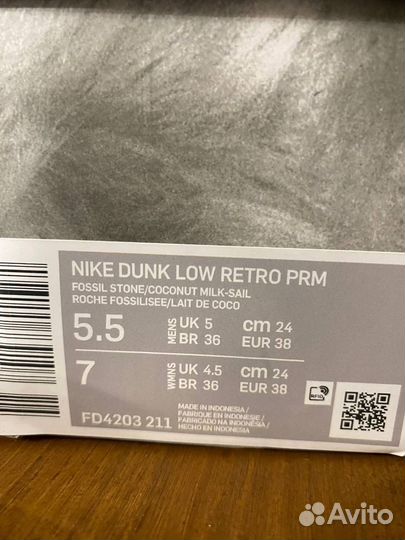 NIKE DUNK LOW RETRO PRM
FOSSIL STONE/COCONUT MILK-SAIL
ROCHE FOSSILISEE/LAIT DE COCO
5.5 MENS UK 5 cm 24
BR 36 EUR 38
7 WMNS UK 4.5 cm 24
BR 36 EUR 38
FD4203 211
MADE IN INDONESIA/
FABRIQUE EN INDONESIE/
FABRICADO NA INDONESIA/
HECHO EN INDONESIA
RFID
Avito